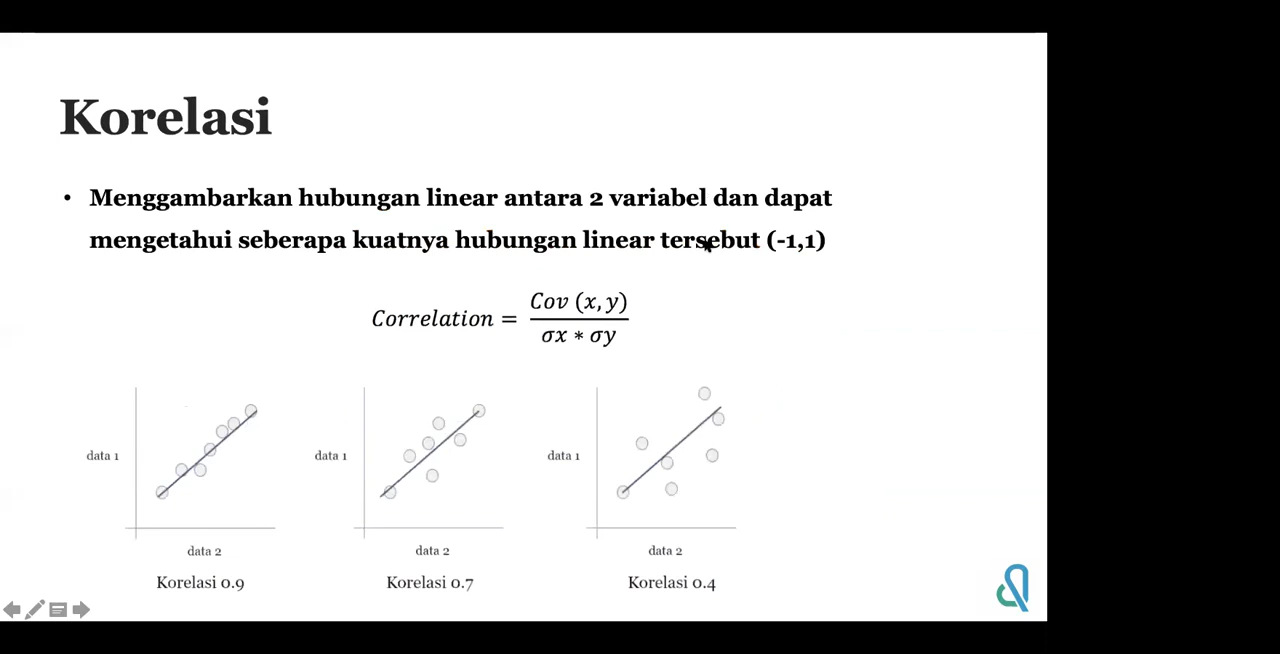 Korelasi
• Menggambarkan hubungan linear antara 2 variabel dan dapat
mengetahui seberapa kuatnya hubungan linear tersebut (-1,1)
Correlation = Cov (x, y) / σx * σy
data 1
data 2
Korelasi 0.9
data 1
data 2
Korelasi 0.7
data 1
data 2
Korelasi 0.4